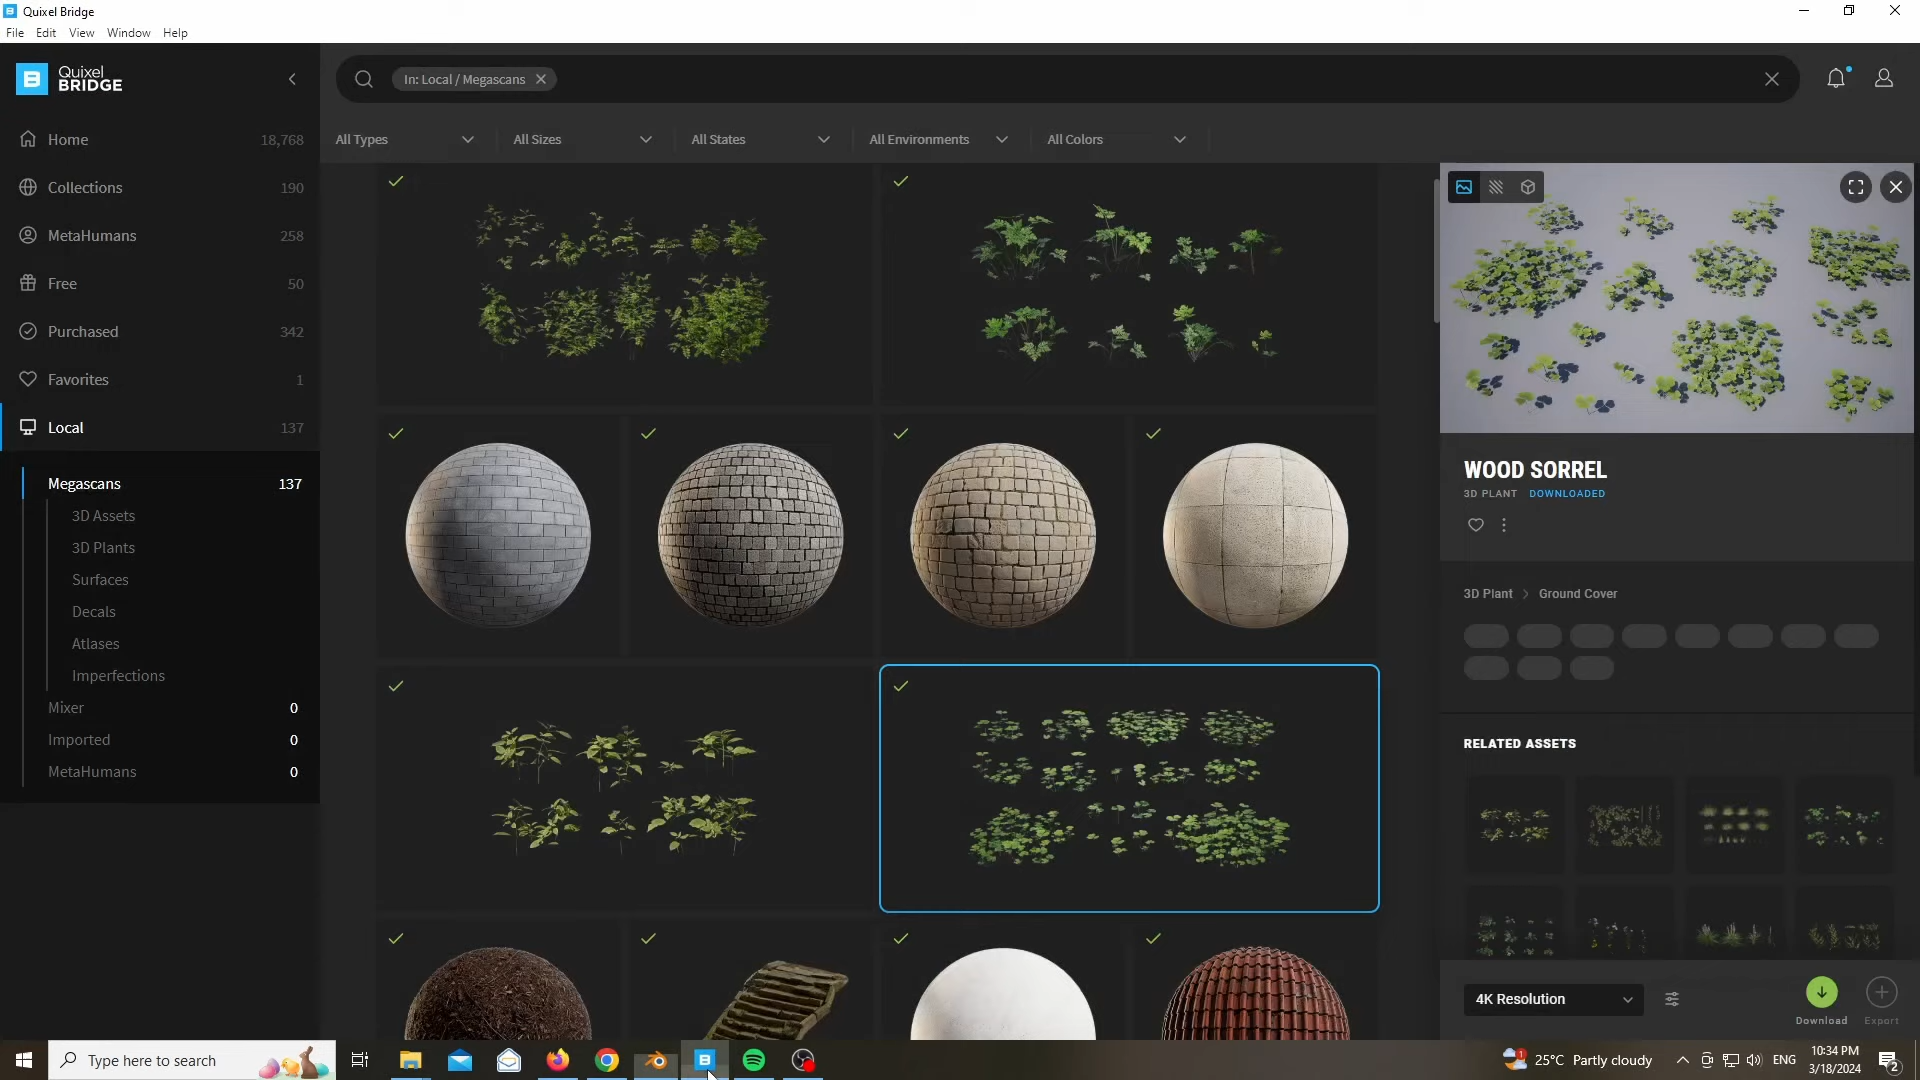 Quixel Bridge
File Edit View Window Help
Quixel
BRIDGE
In: Local / Megascans
Home 18,768
Collections 190
MetaHumans 258
Free 50
Purchased 342
Favorites 1
Local 137
Megascans 137
3D Assets
3D Plants
Surfaces
Decals
Atlases
Imperfections
Mixer 0
Imported 0
MetaHumans 0
All Types All Sizes All States All Environments All Colors
WOOD SORREL
3D PLANT DOWNLOADED
3D Plant Ground Cover
RELATED ASSETS
4K Resolution
Download Export
Type here to search
1
25°C Partly cloudy
ENG
10:34 PM
3/18/2024
2